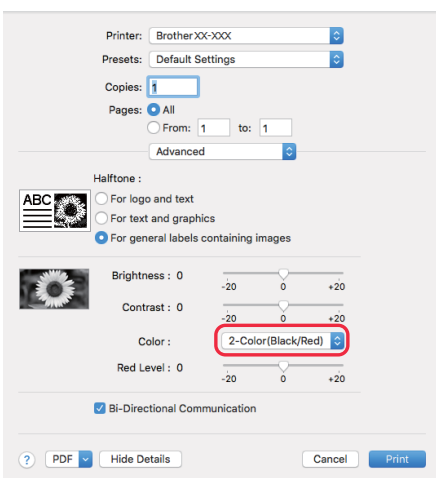 Printer: Brother XX-XXX
Presets: Default Settings
Copies: 1
Pages: All
From: 1 to: 1
Advanced
Halftone :
ABC
For logo and text
For text and graphics
For general labels containing images
Brightness : 0
-20 0 +20
Contrast : 0
-20 0 +20
Color : 2-Color(Black/Red)
Red Level : 0
-20 0 +20
Bi-Directional Communication
? PDF Hide Details Cancel Print